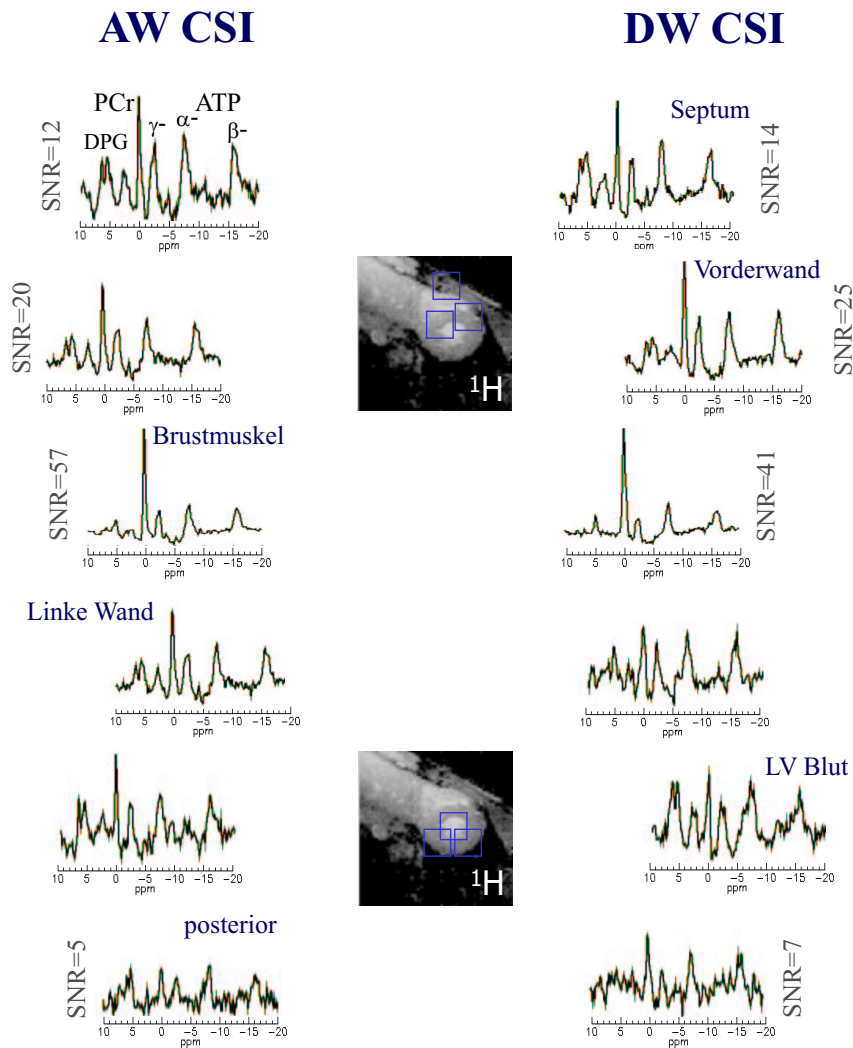 AW CSI
DW CSI
PCr
ATP
DPG
γ-
α-
β-
SNR=12
10 5 0 −5 −10 −15 −20
ppm
Septum
SNR=14
10 5 0 −5 −10 −15 −20
ppm
SNR=20
10 5 0 −5 −10 −15 −20
ppm
1H
Vorderwand
SNR=25
10 5 0 −5 −10 −15 −20
ppm
Brustmuskel
SNR=57
10 5 0 −5 −10 −15 −20
ppm
SNR=41
10 5 0 −5 −10 −15 −20
ppm
Linke Wand
10 5 0 −5 −10 −15 −20
ppm
10 5 0 −5 −10 −15 −20
ppm
10 5 0 −5 −10 −15 −20
ppm
1H
LV Blut
10 5 0 −5 −10 −15 −20
ppm
posterior
SNR=5
10 5 0 −5 −10 −15 −20
ppm
SNR=7
10 5 0 −5 −10 −15 −20
ppm